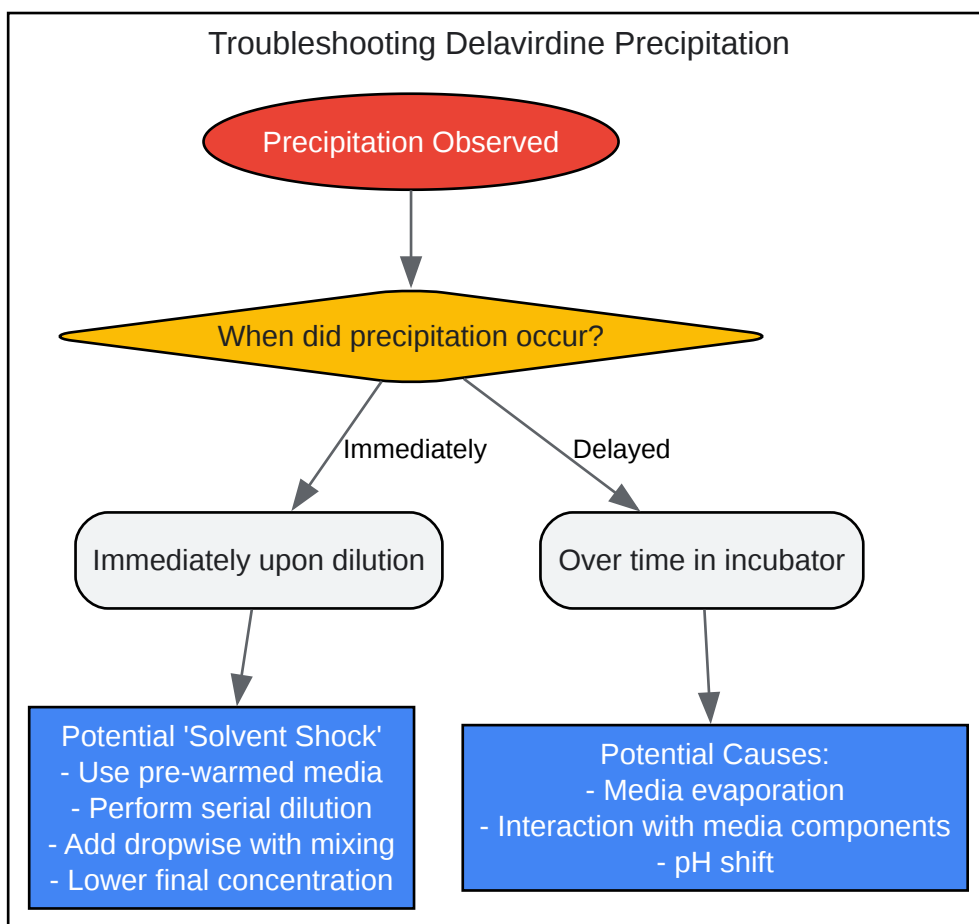 Troubleshooting Delavirdine Precipitation
Precipitation Observed
When did precipitation occur?
Immediately
Delayed
Immediately upon dilution
Over time in incubator
Potential 'Solvent Shock'
- Use pre-warmed media
- Perform serial dilution
- Add dropwise with mixing
- Lower final concentration
Potential Causes:
- Media evaporation
- Interaction with media components
- pH shift